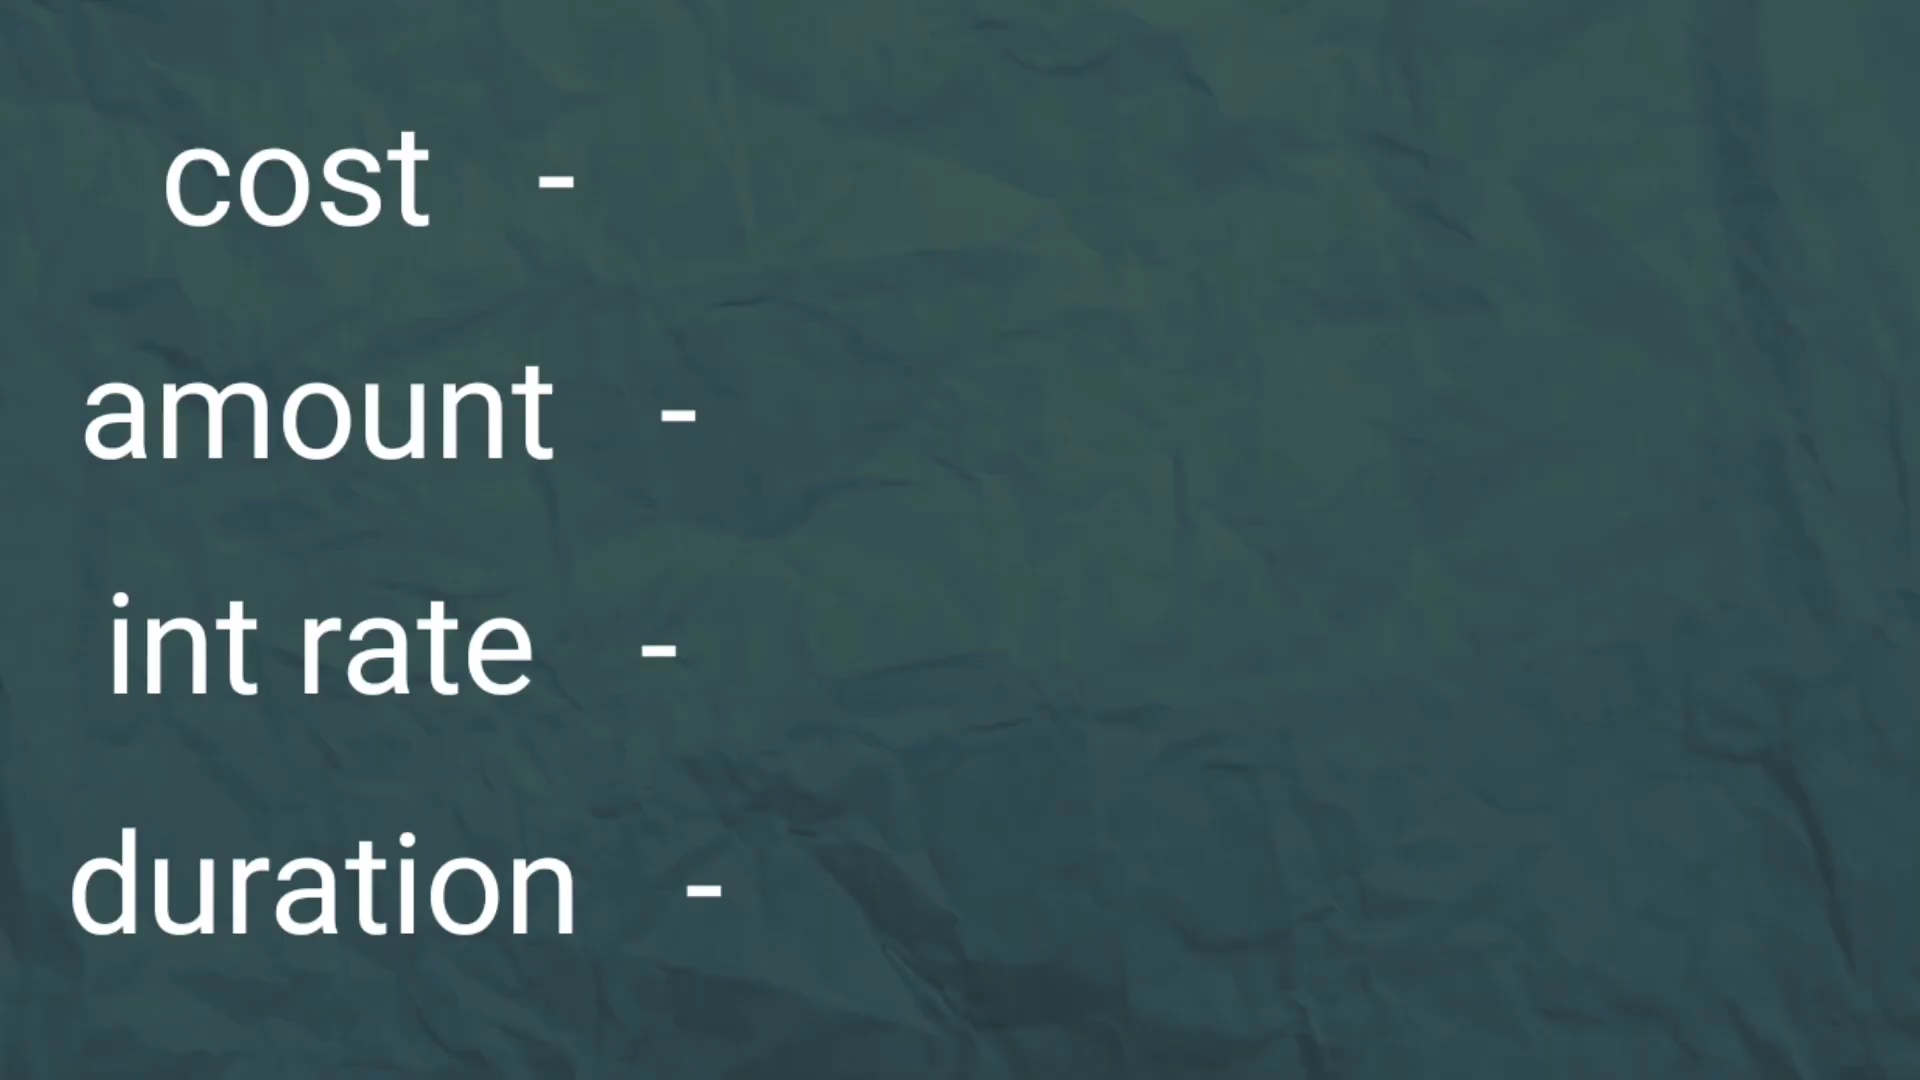 cost -
amount -
int rate -
duration -